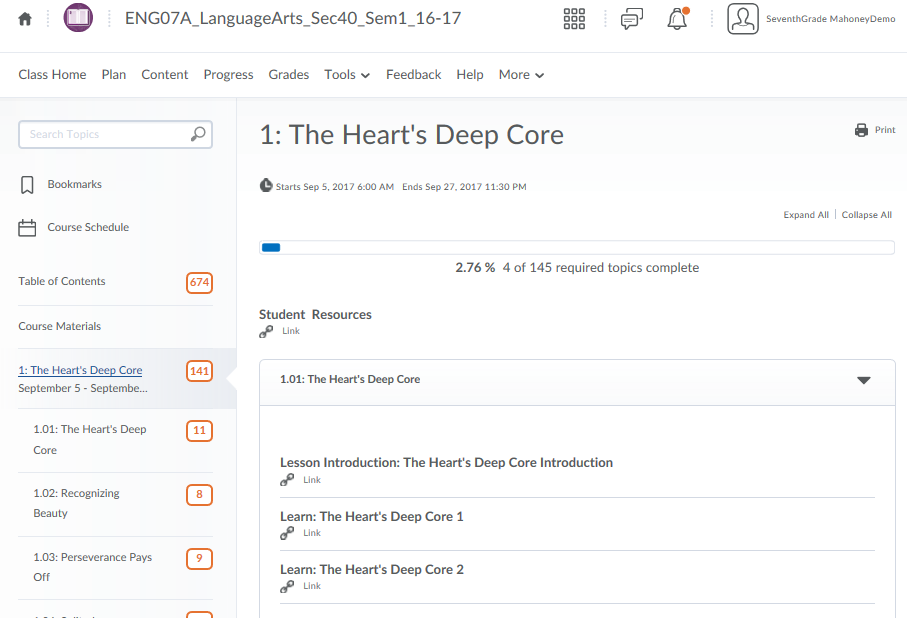 ENG07A_LanguageArts_Sec40_Sem1_16-17
SeventhGrade MahoneyDemo
Class Home Plan Content Progress Grades Tools Feedback Help More
Search Topics
Bookmarks
Course Schedule
Table of Contents 674
Course Materials
1: The Heart's Deep Core 141
September 5 - Septembe...
1.01: The Heart's Deep
Core
11
1.02: Recognizing
Beauty
8
1.03: Perseverance Pays
Off
9
1: The Heart's Deep Core
Print
Starts Sep 5, 2017 6:00 AM Ends Sep 27, 2017 11:30 PM
Expand All | Collapse All
2.76 % 4 of 145 required topics complete
Student Resources
Link
1.01: The Heart's Deep Core
Lesson Introduction: The Heart's Deep Core Introduction
Link
Learn: The Heart's Deep Core 1
Link
Learn: The Heart's Deep Core 2
Link